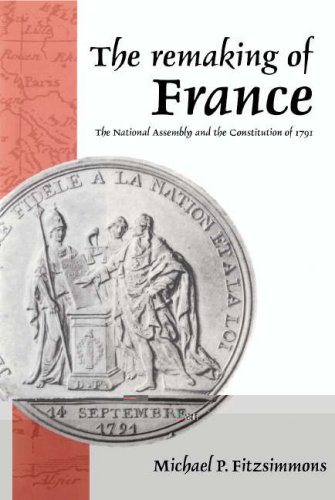 The remaking of
France
The National Assembly and the Constitution of 1791
E FIDELE A LA NATION ET A LA LOI
D.F.
14 SEPTEMBRE
1791.
Michael P. Fitzsimmons